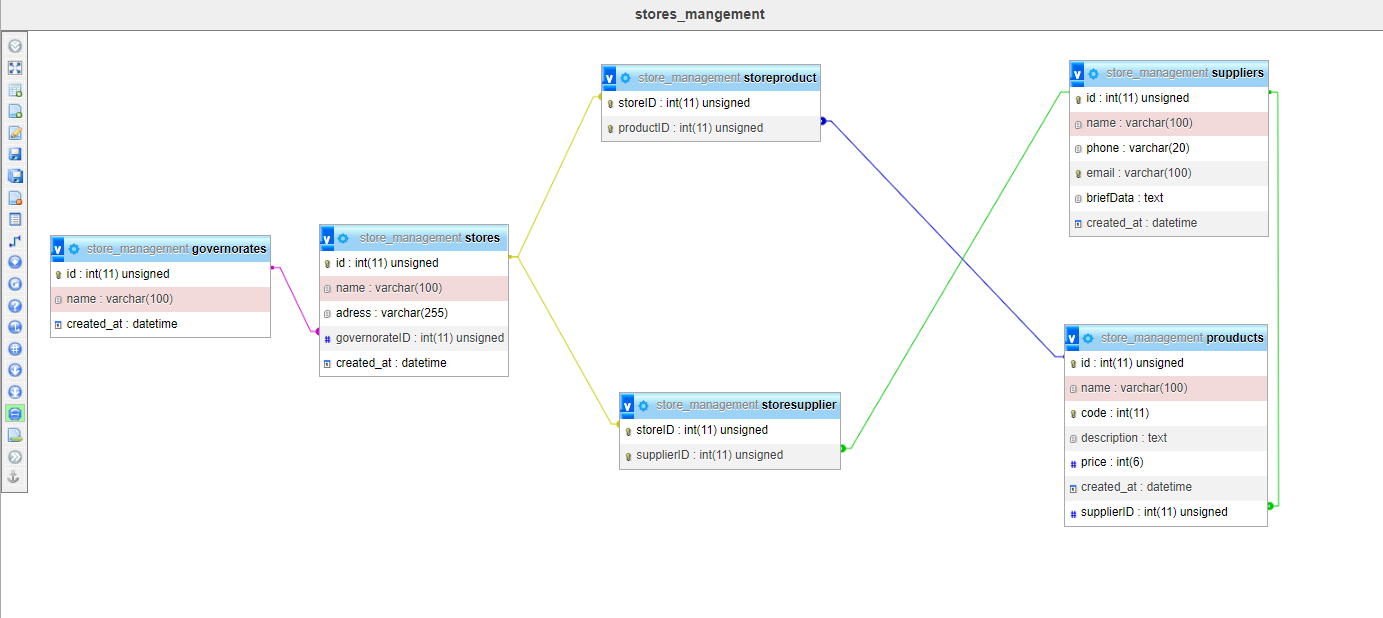 stores_mangement
store_management governorates
id : int(11) unsigned
name : varchar(100)
created_at : datetime
store_management stores
id : int(11) unsigned
name : varchar(100)
adress : varchar(255)
governorateID : int(11) unsigned
created_at : datetime
store_management storeproduct
storeID : int(11) unsigned
productID : int(11) unsigned
store_management storesupplier
storeID : int(11) unsigned
supplierID : int(11) unsigned
store_management suppliers
id : int(11) unsigned
name : varchar(100)
phone : varchar(20)
email : varchar(100)
briefData : text
created_at : datetime
store_management prouducts
id : int(11) unsigned
name : varchar(100)
code : int(11)
description : text
price : int(6)
created_at : datetime
supplierID : int(11) unsigned